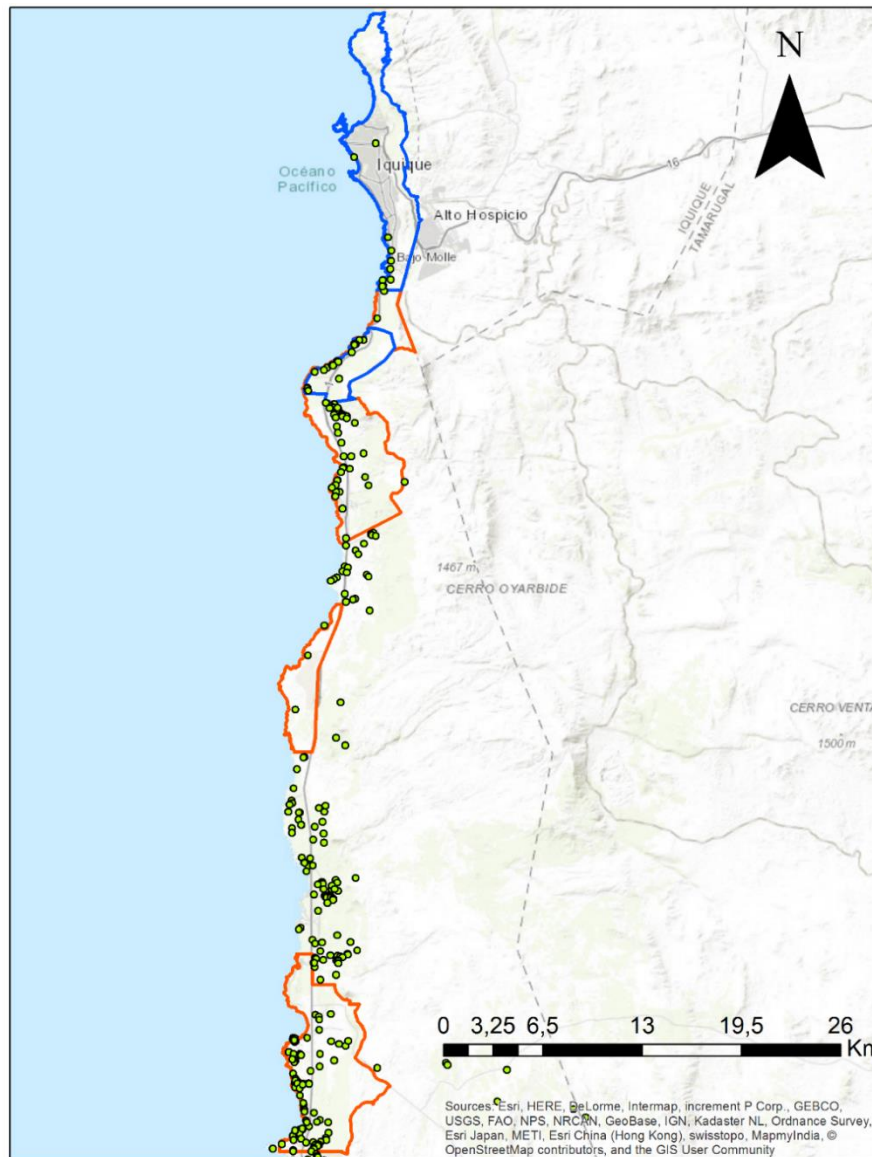 N
16
Iquique
Océano
Pacífico
Alto Hospicio
IQUIQUE
TAMARUGAL
Bajo Molle
1
1467 m
CERRO OYARBIDE
CERRO VENTA
1500 m
0 3,25 6,5 13 19,5 26
Km
Sources: Esri, HERE, DeLorme, Intermap, increment P Corp., GEBCO,
USGS, FAO, NPS, NRCAN, GeoBase, IGN, Kadaster NL, Ordnance Survey,
Esri Japan, METI, Esri China (Hong Kong), swisstopo, MapmyIndia, ©
OpenStreetMap contributors, and the GIS User Community